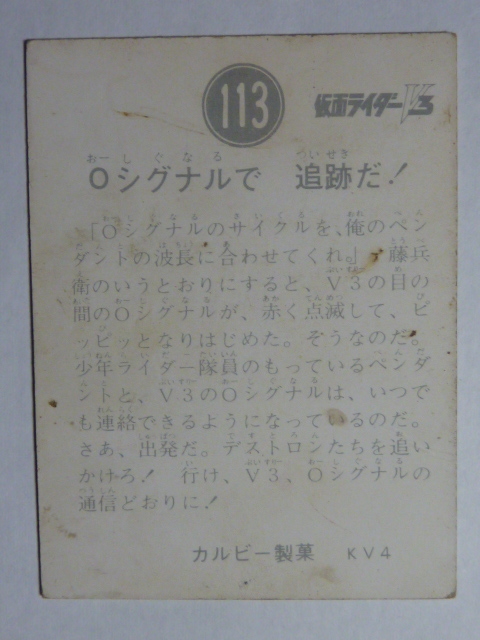 113
仮面ライダーV3
Oシグナルで 追跡だ!
「Oシグナルのサイクルを、俺のペン
ダントの波長に合わせてくれ。』 藤兵
衛のいうとおりにすると、V3の目の
間のOシグナルが、赤く点滅して、ビ
ッビッとなりはじめた。そうなのだ。
少年ライダー隊員のもっているペンダ
ントと、V3のOシグナルは、いつで
も連絡できるようになっているのだ。
さあ、出発だ。デストロンたちを追い
かけろ! 行け、V3、Oシグナルの
通信どおりに!
カルビー製菓 KV4